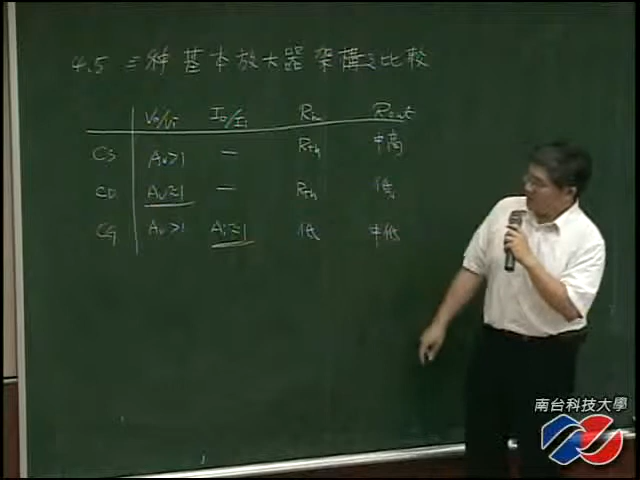 4.5 三種基本放大器架構之比較
Vo/Vi Io/Ii Rin Rout
CS Av>1 — RTH 中高
CD Av≈1 — RTH 低
CG Av>1 Ai≈1 低 中低
南台科技大學